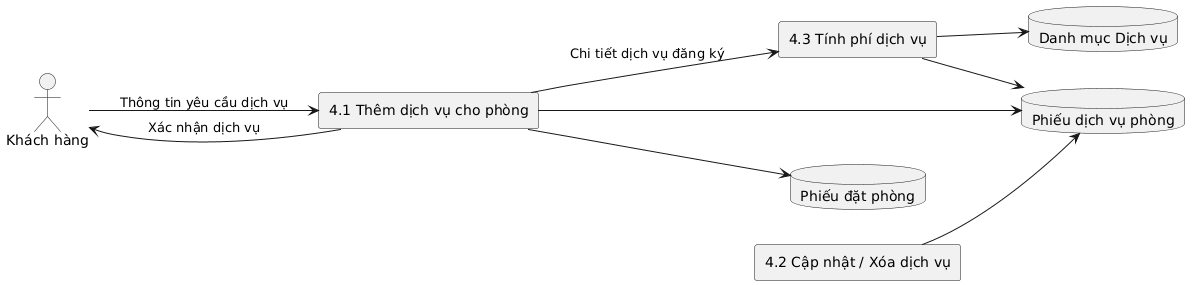 Khách hàng
Thông tin yêu cầu dịch vụ
Xác nhận dịch vụ
4.1 Thêm dịch vụ cho phòng
Chi tiết dịch vụ đăng ký
4.3 Tính phí dịch vụ
Danh mục Dịch vụ
Phiếu dịch vụ phòng
Phiếu đặt phòng
4.2 Cập nhật / Xóa dịch vụ